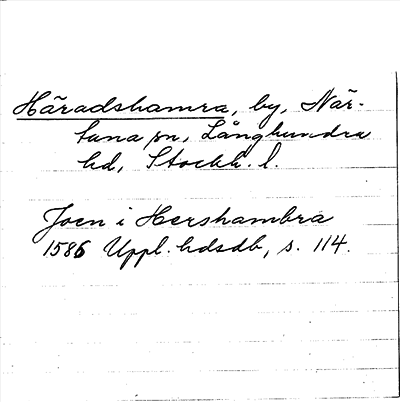 Häradshamra, by, När-
tuna sn, Långhundra
hd, Stockh. l.
Joen i Hershambra
1586 Uppl. hdsdb, s. 114.